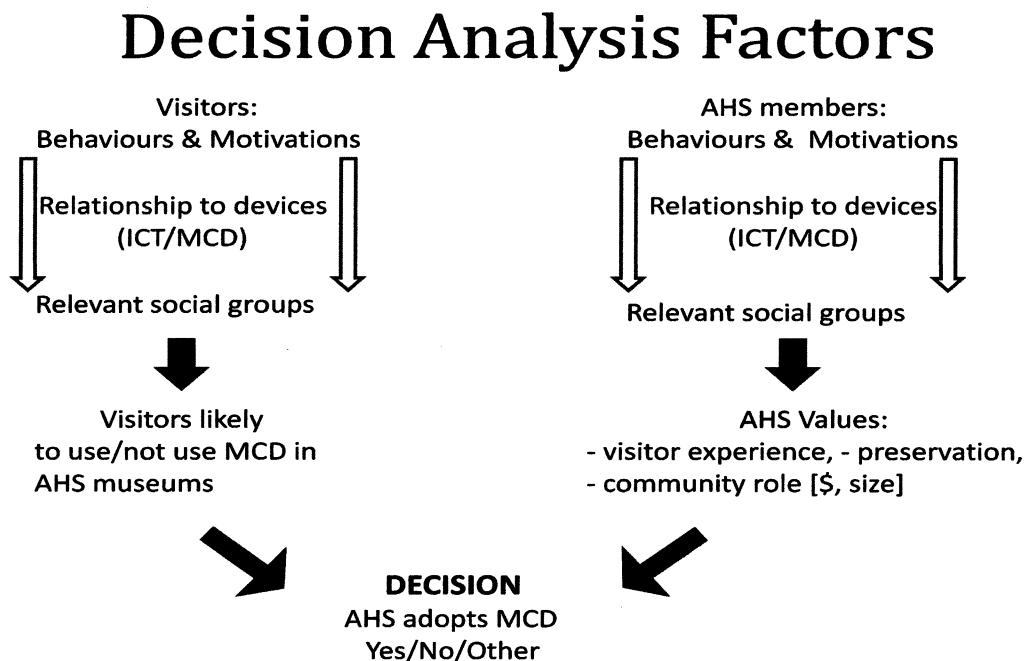 Decision Analysis Factors
Visitors:
Behaviours & Motivations
Relationship to devices
(ICT/MCD)
Relevant social groups
Visitors likely
to use/not use MCD in
AHS museums
AHS members:
Behaviours & Motivations
Relationship to devices
(ICT/MCD)
Relevant social groups
AHS Values:
- visitor experience, - preservation,
- community role [$, size]
DECISION
AHS adopts MCD
Yes/No/Other